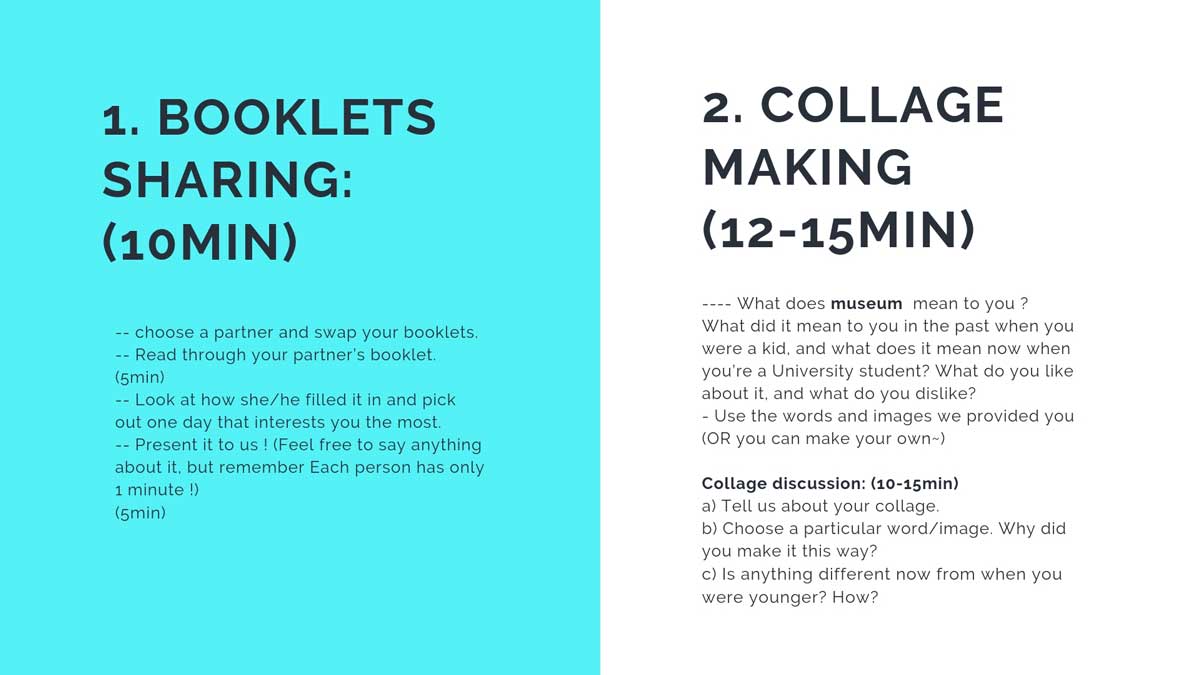 1. BOOKLETS
SHARING:
(10MIN)
-- choose a partner and swap your booklets.
-- Read through your partner's booklet.
(5min)
-- Look at how she/he filled it in and pick
out one day that interests you the most.
-- Present it to us ! (Feel free to say anything
about it, but remember Each person has only
1 minute !)
(5min)
2. COLLAGE
MAKING
(12-15MIN)
---- What does museum  mean to you ?
What did it mean to you in the past when you
were a kid, and what does it mean now when
you're a University student? What do you like
about it, and what do you dislike?
- Use the words and images we provided you
(OR you can make your own~)
Collage discussion: (10-15min)
a) Tell us about your collage.
b) Choose a particular word/image. Why did
you make it this way?
c) Is anything different now from when you
were younger? How?